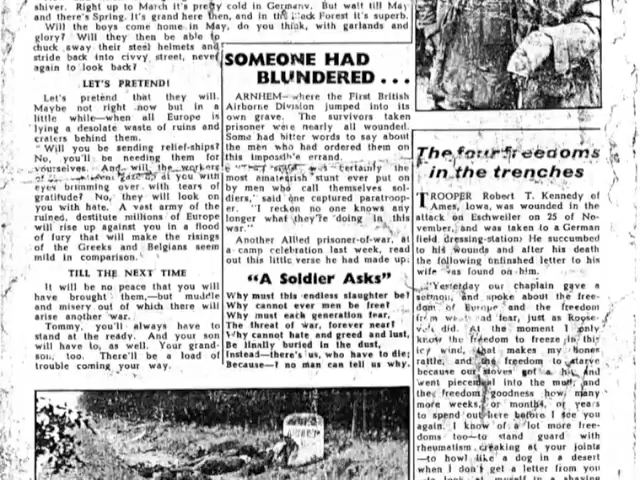 shiver. Right up to March it's pretty cold in Germany. But wait till May
and there's Spring. It's grand here then, and in the Black Forest it's superb.
Will the boys come home in May, do you think, with garlands and
glory? Will they then be able to
chuck away their steel helmets and
stride back into civvy street, never
again to look back?
LET'S PRETEND!
Let's pretend that they will.
Maybe not right now but in a
little while—when all Europe is
lying a desolate waste of ruins and
craters behind them.
"Will you be sending relief-ships?
No, you'll be needing them for
yourselves. And will the workers
gaze up at you with
eyes brimming over with tears of
gratitude? No, they will look on
you with hate. A vast army of the
ruined, destitute millions of Europe
will rise up against you in a flood
of fury that will make the risings
of the Greeks and Belgians seem
mild in comparison.
TILL THE NEXT TIME
It will be no peace that you will
have brought them,—but muddle
and misery out of which there will
arise another war.
Tommy, you'll always have to
stand at the ready. And your son
will have to, as well. Your grand-
son, too. There'll be a load of
trouble coming your way.
SOMEONE HAD
BLUNDERED...
ARNHEM—where the First British
Airborne Division jumped into its
own grave. The survivors taken
prisoner were nearly all wounded.
Some had bitter words to say about
the men who had ordered them on
this impossible errand.
was certainly the
most amateurish stunt ever put on
by men who call themselves sol-
diers," said one captured paratroop-
er. "I reckon no one knows any
longer what they're doing in this
war."
Another Allied prisoner-of-war, at
a camp celebration last week, read
out this little verse he had made up:
"A Soldier Asks"
Why must this endless slaughter be?
Why cannot ever men be free?
Why must each generation fear,
The threat of war, forever near?
Why cannot hate and greed and lust,
Be finally buried in the dust,
Instead—there's us, who have to die;
Because—? no man can tell us why.
The four freedoms
in the trenches
TROOPER Robert T. Kennedy of
Ames, Iowa, was wounded in the
attack on Eschweiler on 25 of No-
vember, and was taken to a German
field dressing-station. He succumbed
to his wounds and after his death
the following unfinished letter to his
wife was found on him.
"Yesterday our chaplain gave a
sermon, and spoke about the free-
dom of Europe and the freedom
from want and fear, just as Roose-
velt did. At the moment I only
know the freedom to freeze in this
icy wind, that makes my bones
rattle, and the freedom to starve
because our stoves got a hit and
went piecemeal into the mud, and
the freedom goodness how many
more weeks, or months, or years
to spend out here before I see you
again. I know of a lot more free-
doms too—to stand guard with
rheumatism creaking at your joints
—to howl like a dog in a desert
when I don't get a letter from you
—to look at myself in a shaving